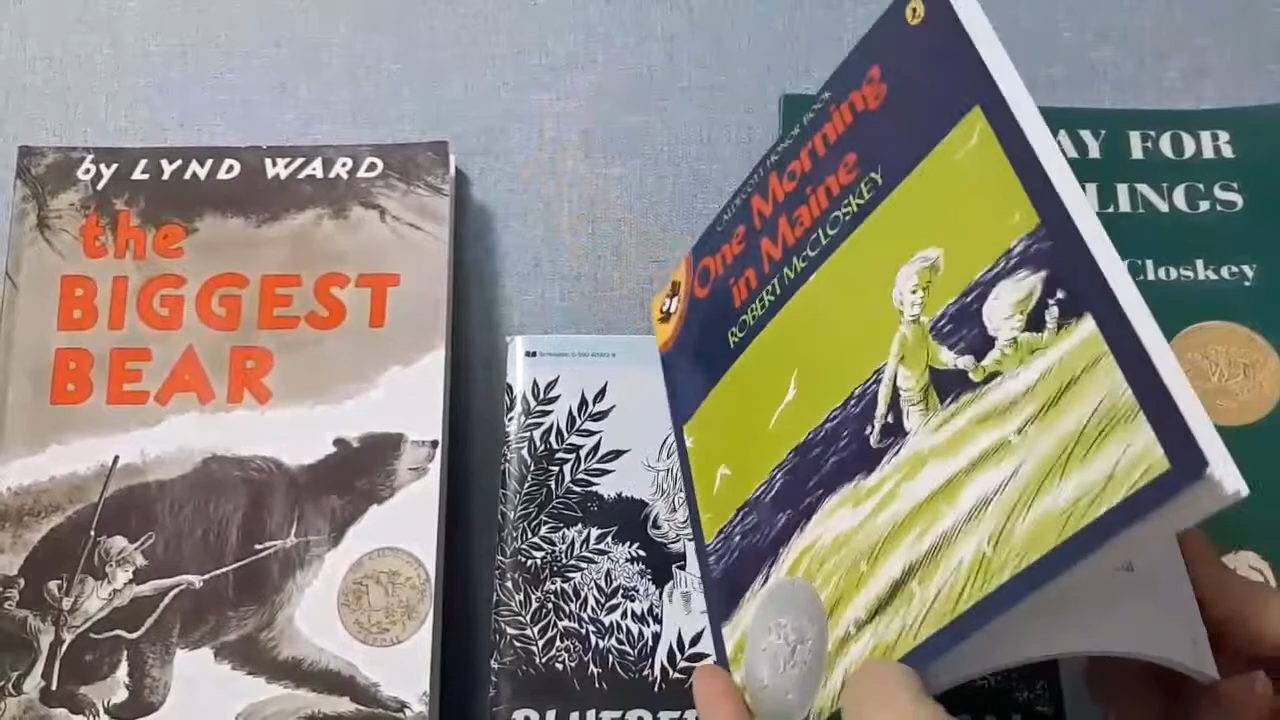 by LYND WARD
the
BIGGEST
BEAR
CALDECOTT HONOR BOOK
One Morning
in Maine
ROBERT McCLOSKEY
AY FOR
LINGS
Closkey